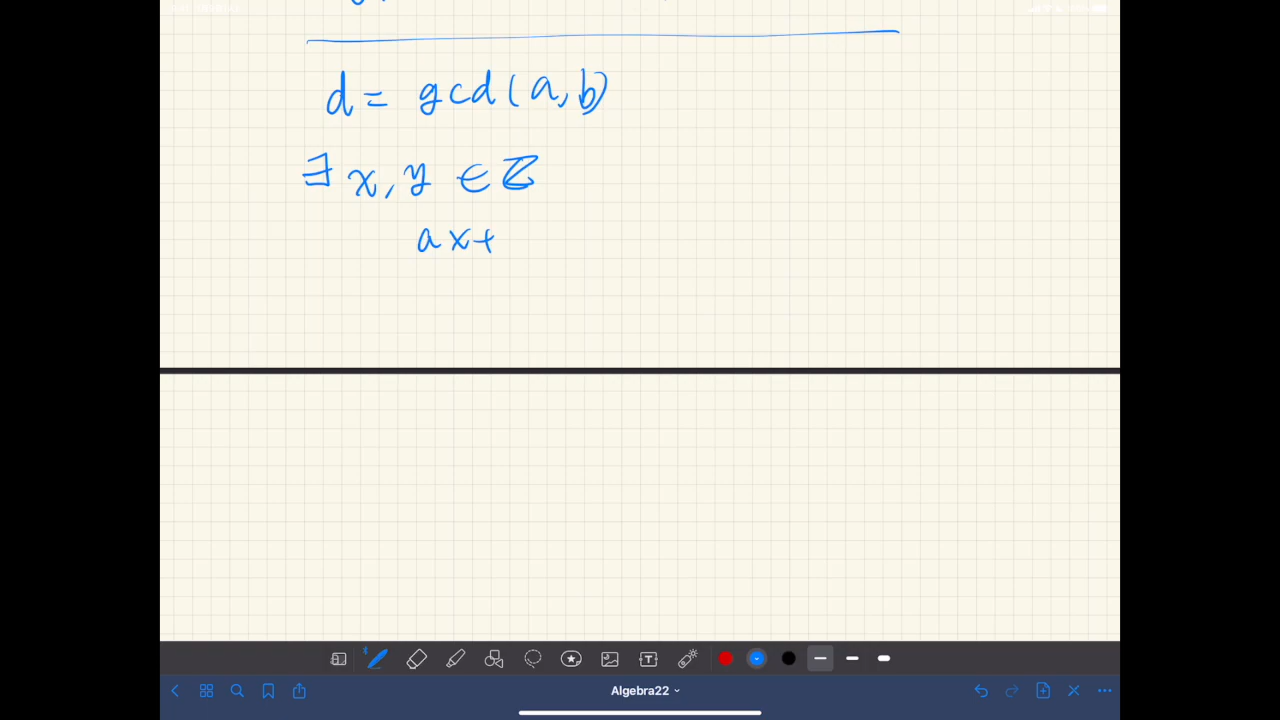 d = gcd(a, b)
∃ x, y ∈ ℤ
ax+
Algebra22